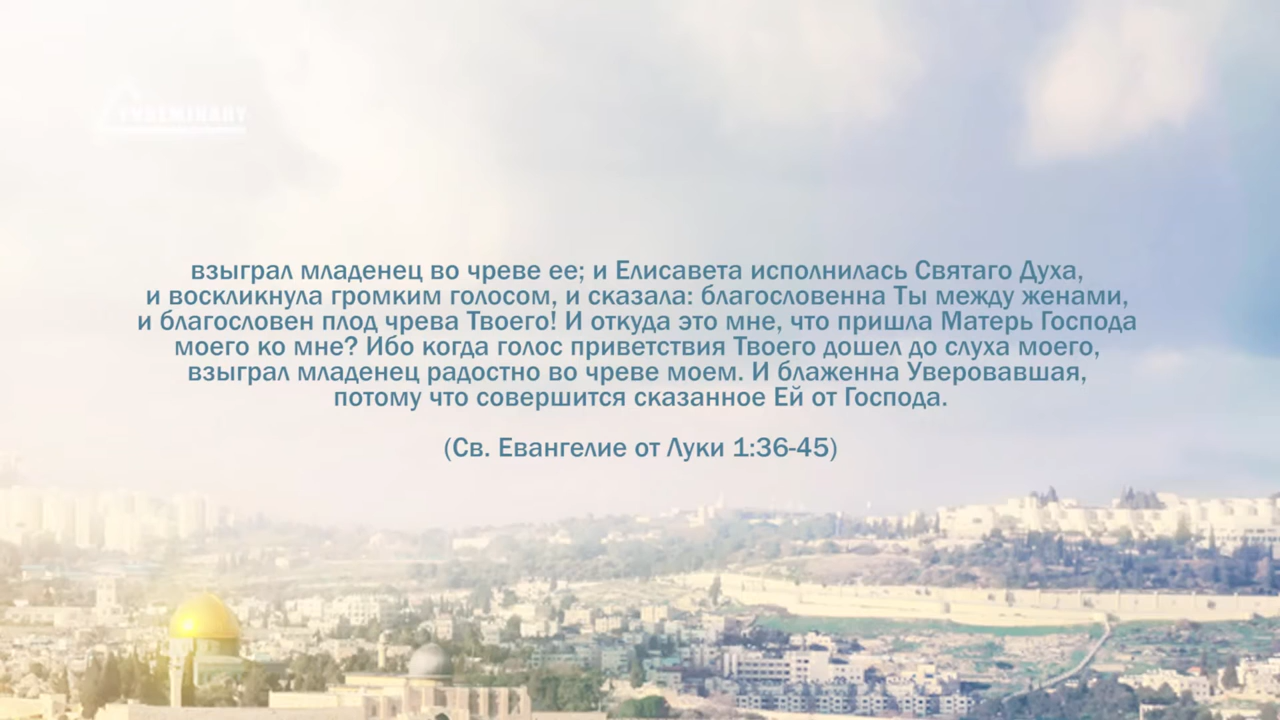 взыграл младенец во чреве ее; и Елисавета исполнилась Святаго Духа,
и воскликнула громким голосом, и сказала: благословенна Ты между женами,
и благословен плод чрева Твоего! И откуда это мне, что пришла Матерь Господа
моего ко мне? Ибо когда голос приветствия Твоего дошел до слуха моего,
взыграл младенец радостно во чреве моем. И блаженна Уверовавшая,
потому что совершится сказанное Ей от Господа.
(Св. Евангелие от Луки 1:36-45)